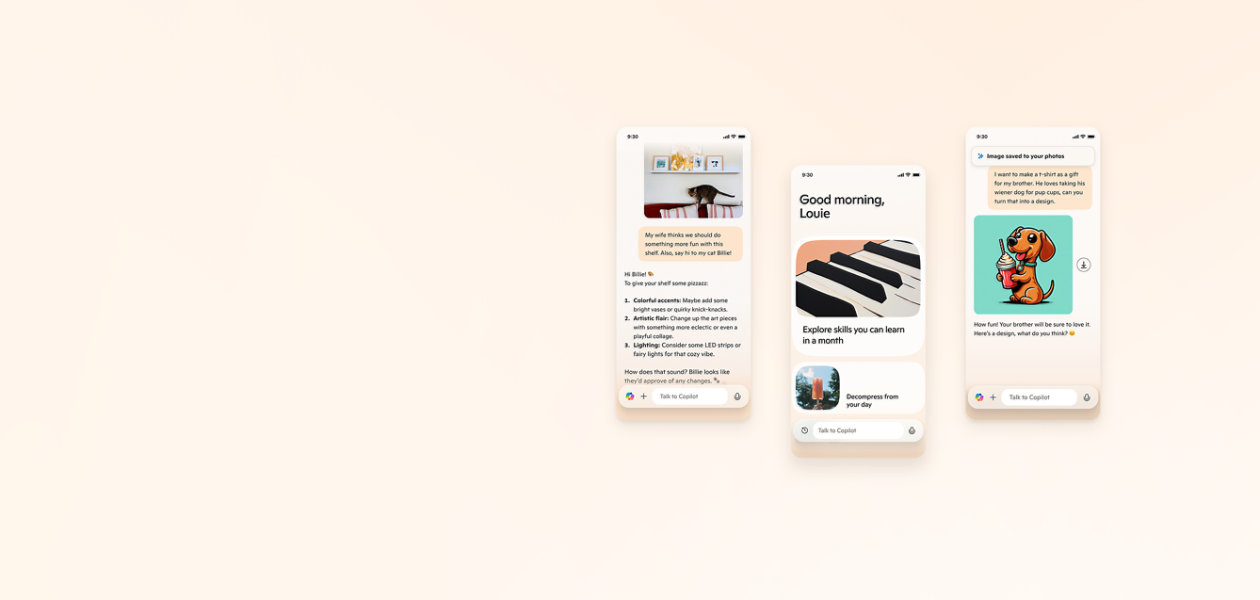 9:30
My wife thinks we should do
something more fun with this
shelf. Also, say hi to my cat Billie!
Hi Billie!
To give your shelf some pizzazz:
1. Colorful accents: Maybe add some
bright vases or quirky knick-knacks.
2. Artistic flair: Change up the art pieces
with something more eclectic or even a
playful collage.
3. Lighting: Consider some LED strips or
fairy lights for that cozy vibe.
How does that sound? Billie looks like
they'd approve of any changes.
Talk to Copilot
9:30
Good morning,
Louie
Explore skills you can learn
in a month
Decompress from
your day
Talk to Copilot
9:30
Image saved to your photos
I want to make a t-shirt as a gift
for my brother. He loves taking his
wiener dog for pup cups, can you
turn that into a design.
How fun! Your brother will be sure to love it.
Here's a design, what do you think?
Talk to Copilot